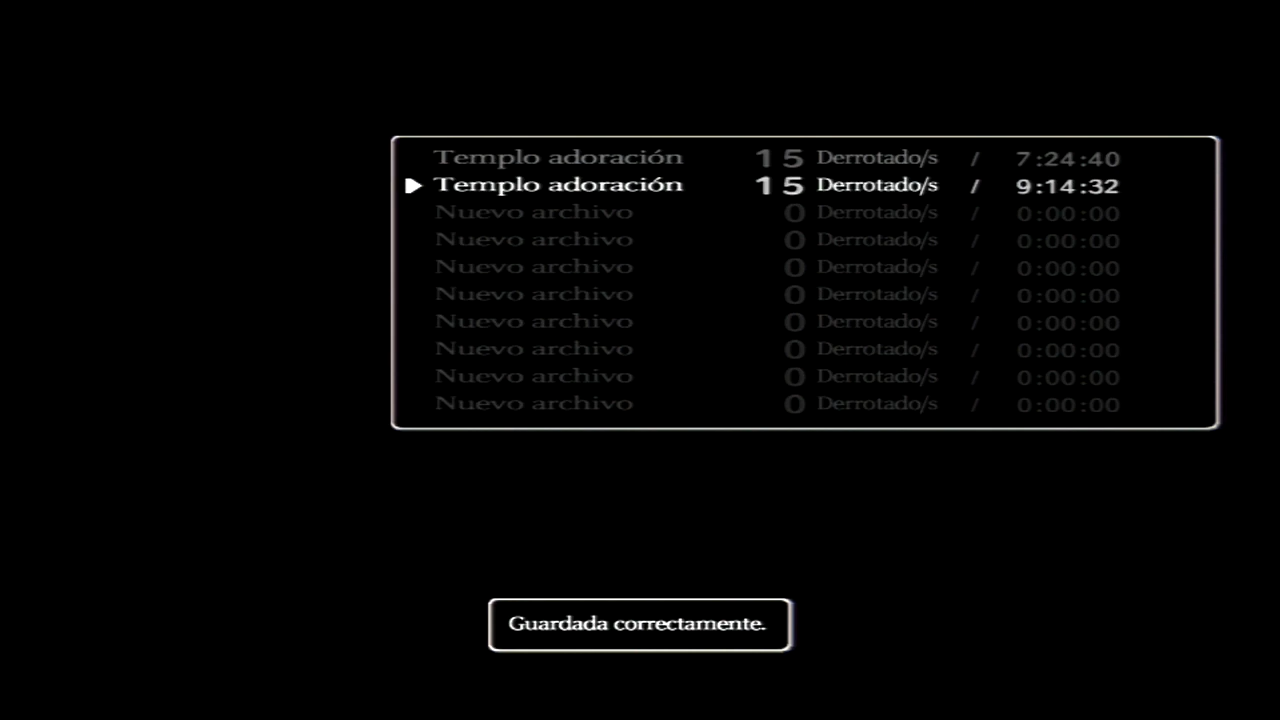 Templo adoración 15 Derrotado/s / 7:24:40
Templo adoración 15 Derrotado/s / 9:14:32
Nuevo archivo 0 Derrotado/s / 0:00:00
Nuevo archivo 0 Derrotado/s / 0:00:00
Nuevo archivo 0 Derrotado/s / 0:00:00
Nuevo archivo 0 Derrotado/s / 0:00:00
Nuevo archivo 0 Derrotado/s / 0:00:00
Nuevo archivo 0 Derrotado/s / 0:00:00
Nuevo archivo 0 Derrotado/s / 0:00:00
Nuevo archivo 0 Derrotado/s / 0:00:00
Guardada correctamente.